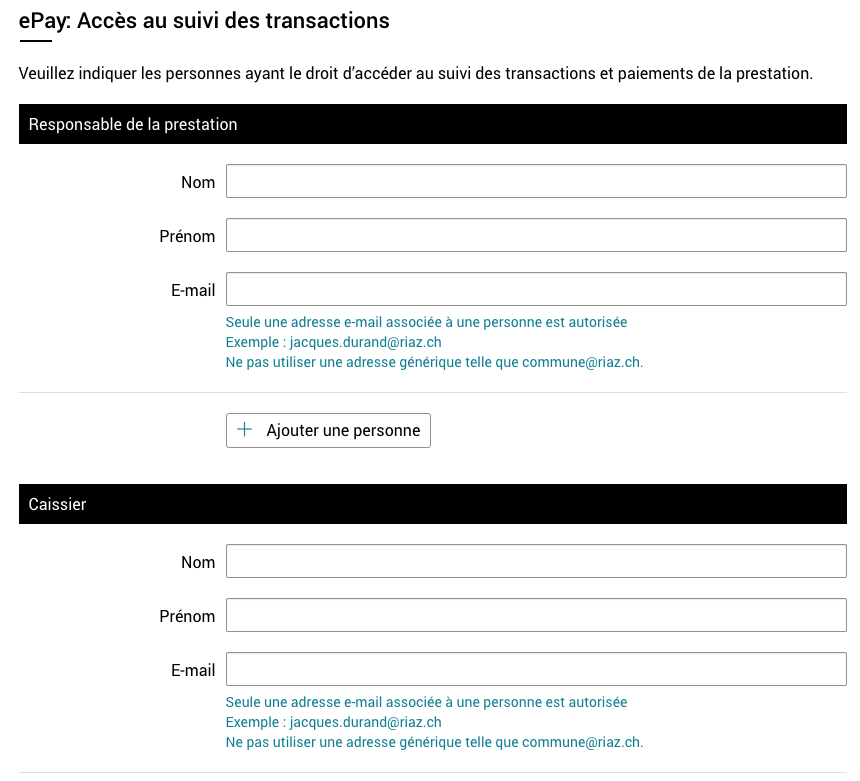 ePay: Accès au suivi des transactions
Veuillez indiquer les personnes ayant le droit d'accéder au suivi des transactions et paiements de la prestation.
Responsable de la prestation
Nom
Prénom
E-mail
Seule une adresse e-mail associée à une personne est autorisée
Exemple : jacques.durand@riaz.ch
Ne pas utiliser une adresse générique telle que commune@riaz.ch.
Ajouter une personne
Caissier
Nom
Prénom
E-mail
Seule une adresse e-mail associée à une personne est autorisée
Exemple : jacques.durand@riaz.ch
Ne pas utiliser une adresse générique telle que commune@riaz.ch.